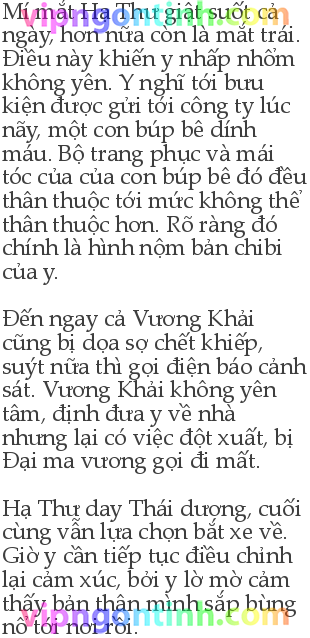 vipngontinh.com
Mí mắt Hạ Thư giật suốt cả
ngày, hơn nữa còn là mắt trái.
Điều này khiến y nhấp nhổm
không yên. Y nghĩ tới bưu
kiện được gửi tới công ty lúc
nãy, một con búp bê dính
máu. Bộ trang phục và mái
tóc của của con búp bê đó đều
thân thuộc tới mức không thể
thân thuộc hơn. Rõ ràng đó
chính là hình nộm bản chibi
của y.
Đến ngay cả Vương Khải
cũng bị dọa sợ chết khiếp,
suýt nữa thì gọi điện báo cảnh
sát. Vương Khải không yên
tâm, định đưa y về nhà
nhưng lại có việc đột xuất, bị
Đại ma vương gọi đi mất.
Hạ Thư day Thái dương, cuối
cùng vẫn lựa chọn bắt xe về.
Giờ y cần tiếp tục điều chỉnh
lại cảm xúc, bởi y lờ mờ cảm
thấy bản thân mình sắp bùng
nổ tới nơi rồi.
vipngontinh.com